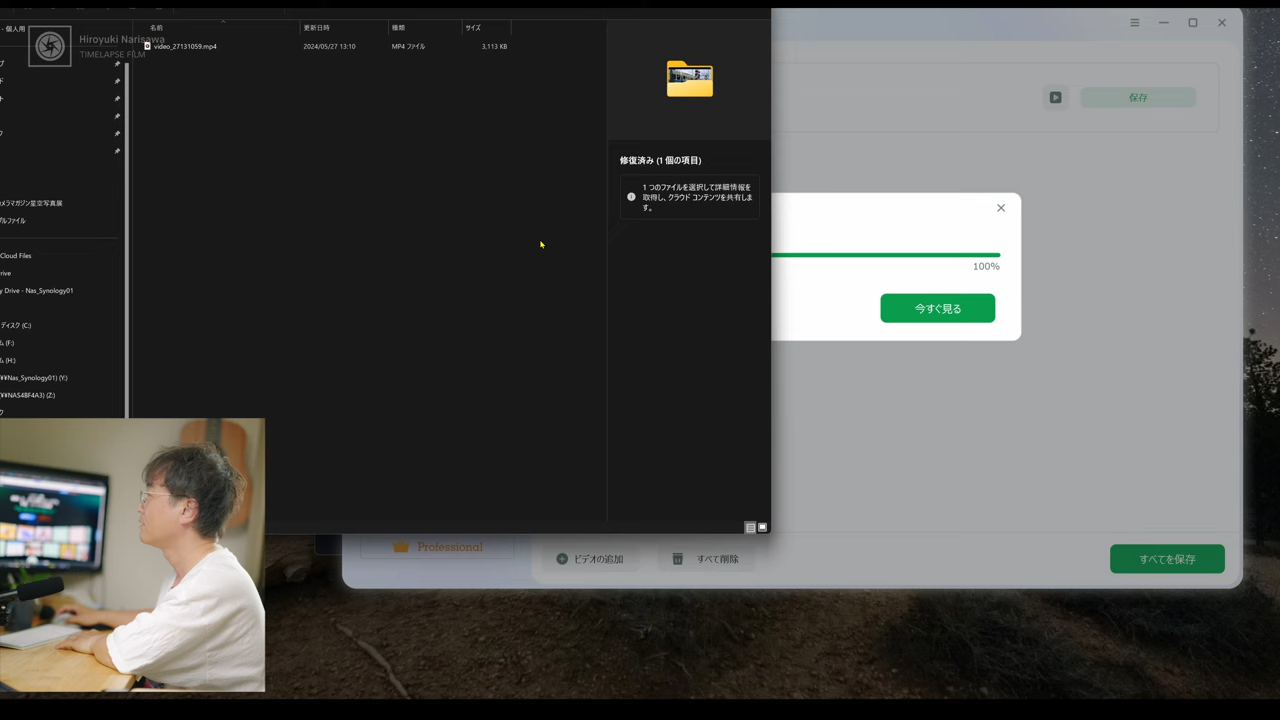 Hiroyuki Narisawa
TIMELAPSE FILM
- 個人用
名前 更新日時 種類 サイズ
video_27131059.mp4 2024/05/27 13:10 MP4 ファイル 3,113 KB
修復済み (1 個の項目)
1 つのファイルを選択して詳細情報を
取得し、クラウド コンテンツを共有しま
す。
メラマガジン星空写真展
プルファイル
Cloud Files
rive
y Drive - Nas_Synology01
ディスク (C:)
ム (F:)
ム (H:)
¥¥Nas_Synology01) (Y:)
(¥¥NAS4BF4A3) (Z:)
ク
保存
100%
今すぐ見る
Professional
ビデオの追加
すべて削除
すべてを保存